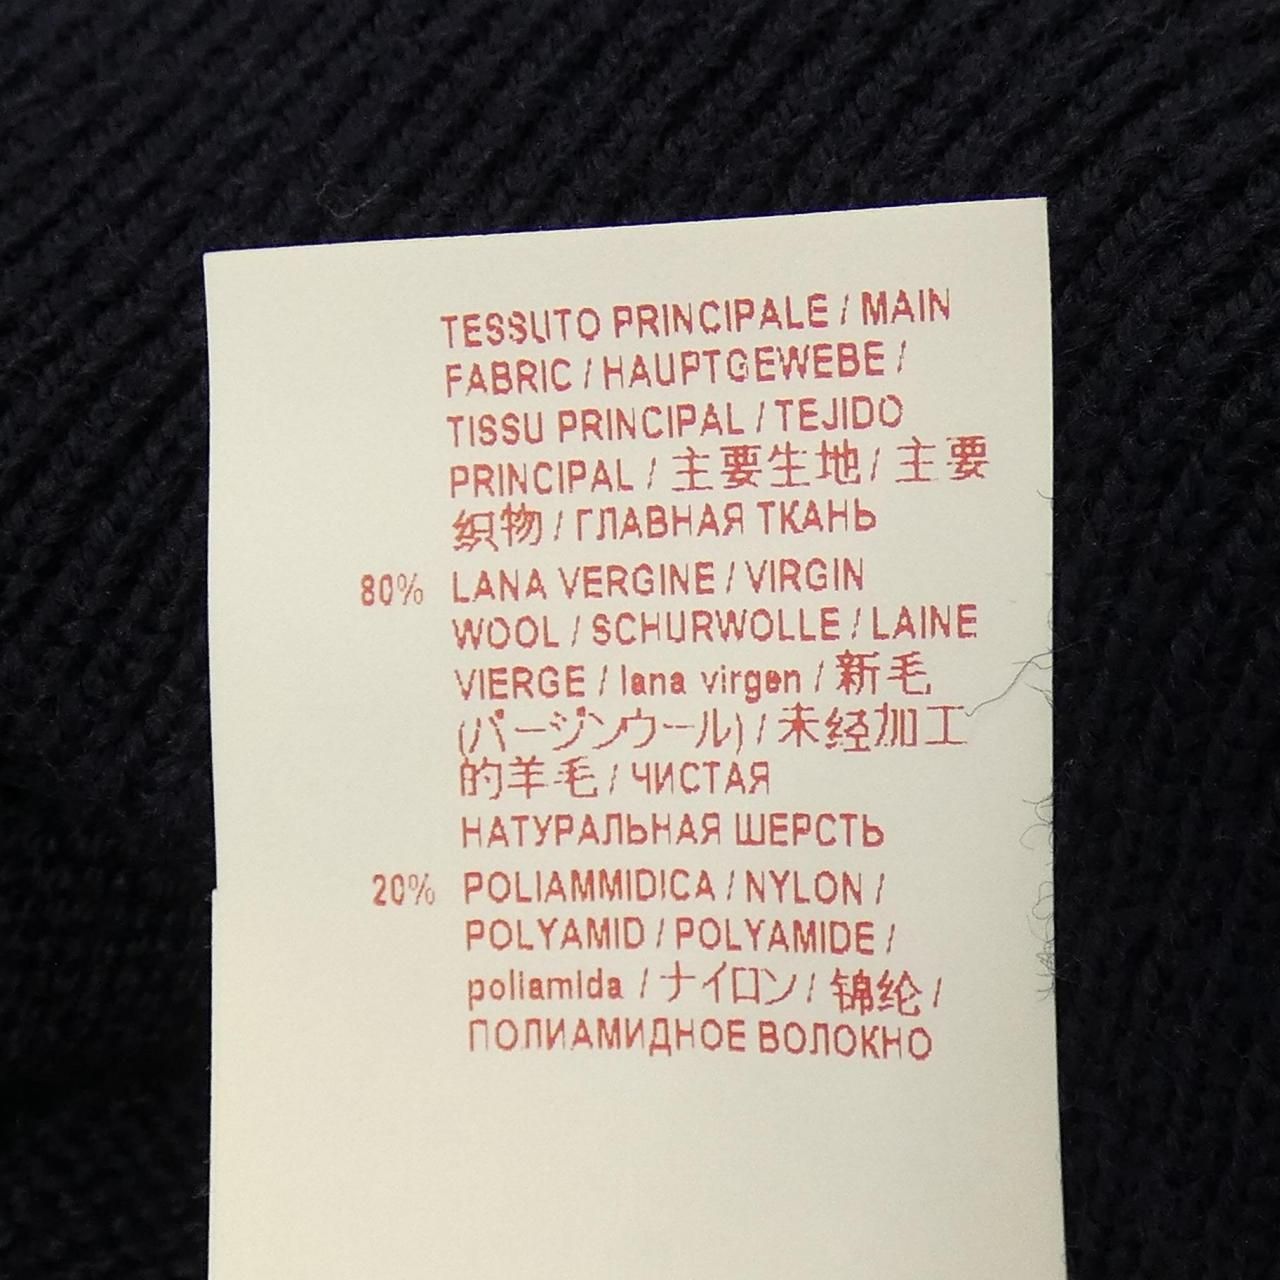 TESSUTO PRINCIPALE / MAIN
FABRIC / HAUPTGEWEBE /
TISSU PRINCIPAL / TEJIDO
PRINCIPAL / 主要生地 / 主要
织物 / ГЛАВНАЯ ТКАНЬ
80% LANA VERGINE / VIRGIN
WOOL / SCHURWOLLE / LAINE
VIERGE / lana virgen / 新毛
(バージンウール) / 未经加工
的羊毛 / ЧИСТАЯ
НАТУРАЛЬНАЯ ШЕРСТЬ
20% POLIAMMIDICA / NYLON /
POLYAMID / POLYAMIDE /
poliamida / ナイロン / 锦纶 /
ПОЛИАМИДНОЕ ВОЛОКНО